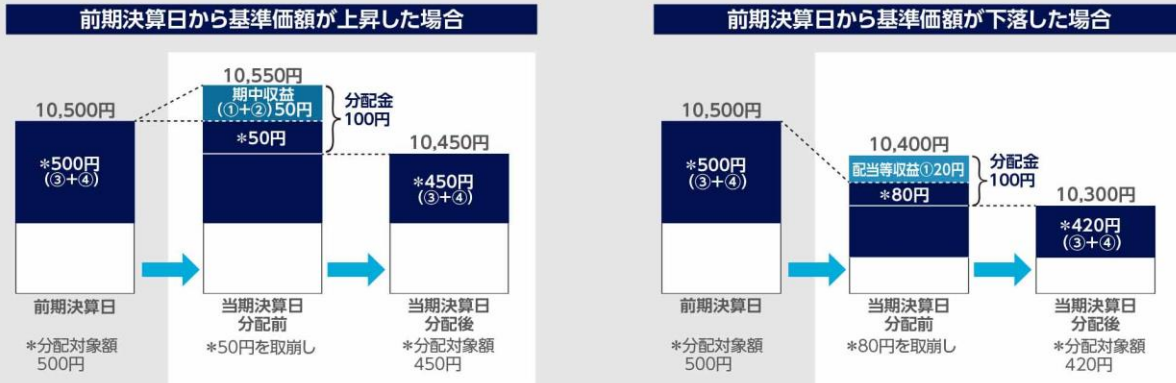 前期決算日から基準価額が上昇した場合
10,500円
*500円
(③+④)
前期決算日
*分配対象額
500円
10,550円
期中収益
(①+②)50円
*50円
分配金
100円
当期決算日
分配前
*50円を取崩し
10,450円
*450円
(③+④)
当期決算日
分配後
*分配対象額
450円
前期決算日から基準価額が下落した場合
10,500円
*500円
(③+④)
前期決算日
*分配対象額
500円
10,400円
配当等収益①20円
*80円
分配金
100円
当期決算日
分配前
*80円を取崩し
10,300円
*420円
(③+④)
当期決算日
分配後
*分配対象額
420円